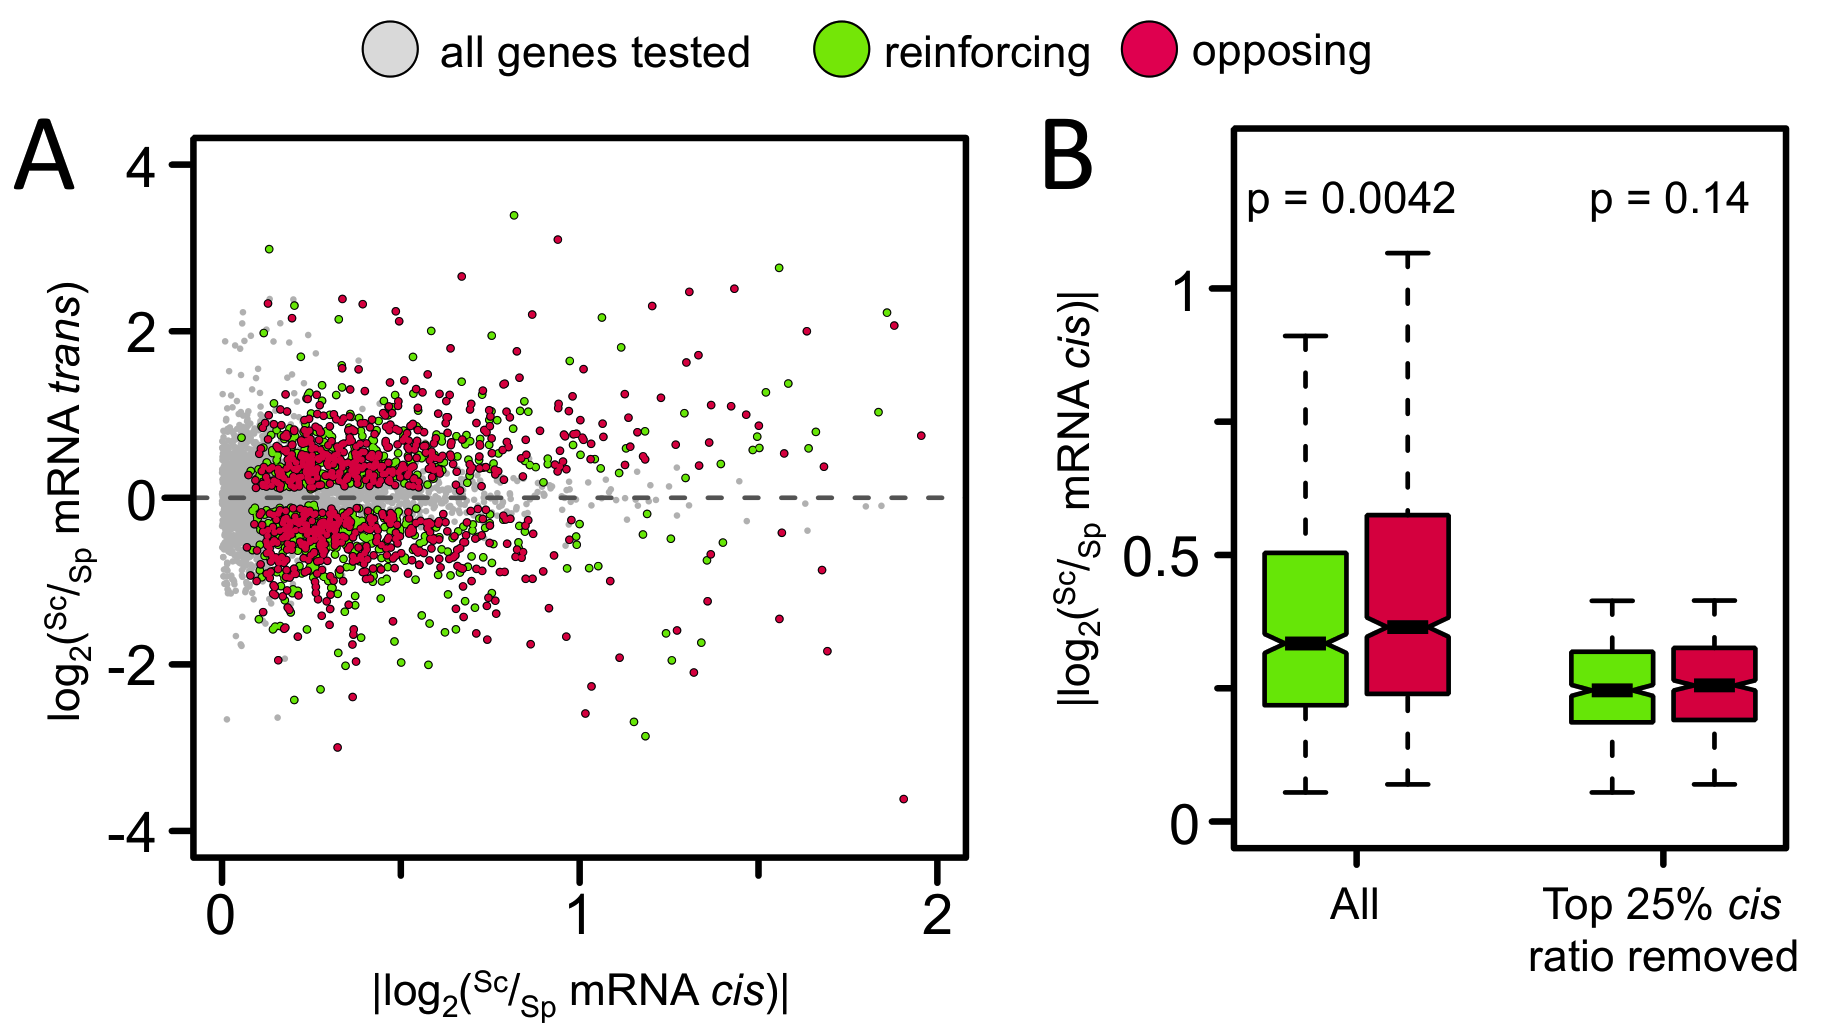 all genes tested reinforcing opposing
A
4
2
0
-2
-4
log2(Sc/Sp mRNA trans)
0 1 2
|log2(Sc/Sp mRNA cis)|
B
p = 0.0042 p = 0.14
1
0.5
0
|log2(Sc/Sp mRNA cis)|
All Top 25% cis
ratio removed